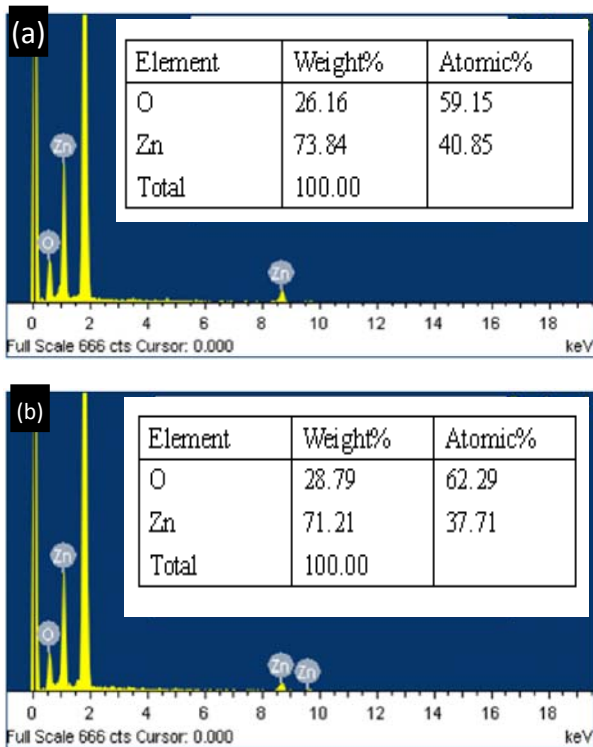 (a)
Element Weight% Atomic%
O 26.16 59.15
Zn 73.84 40.85
Total 100.00
Zn
O
Zn
0 2 4 6 8 10 12 14 16 18
Full Scale 666 cts Cursor: 0.000 keV
(b)
Element Weight% Atomic%
O 28.79 62.29
Zn 71.21 37.71
Total 100.00
Zn
O
Zn Zn
0 2 4 6 8 10 12 14 16 18
Full Scale 666 cts Cursor: 0.000 keV